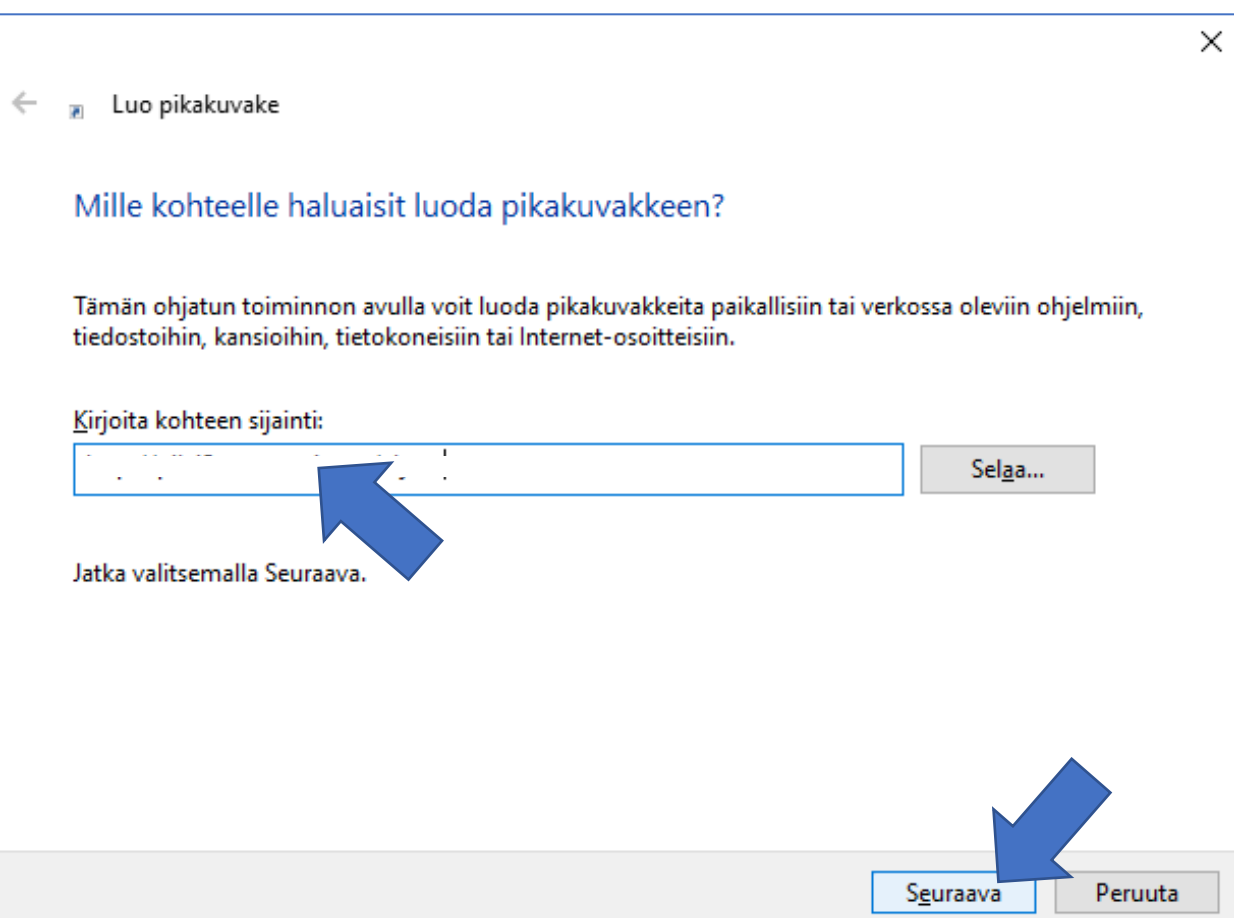 Luo pikakuvake
Mille kohteelle haluaisit luoda pikakuvakkeen?
Tämän ohjatun toiminnon avulla voit luoda pikakuvakkeita paikallisiin tai verkossa oleviin ohjelmiin,
tiedostoihin, kansioihin, tietokoneisiin tai Internet-osoitteisiin.
Kirjoita kohteen sijainti:
Selaa...
Jatka valitsemalla Seuraava.
Seuraava Peruuta